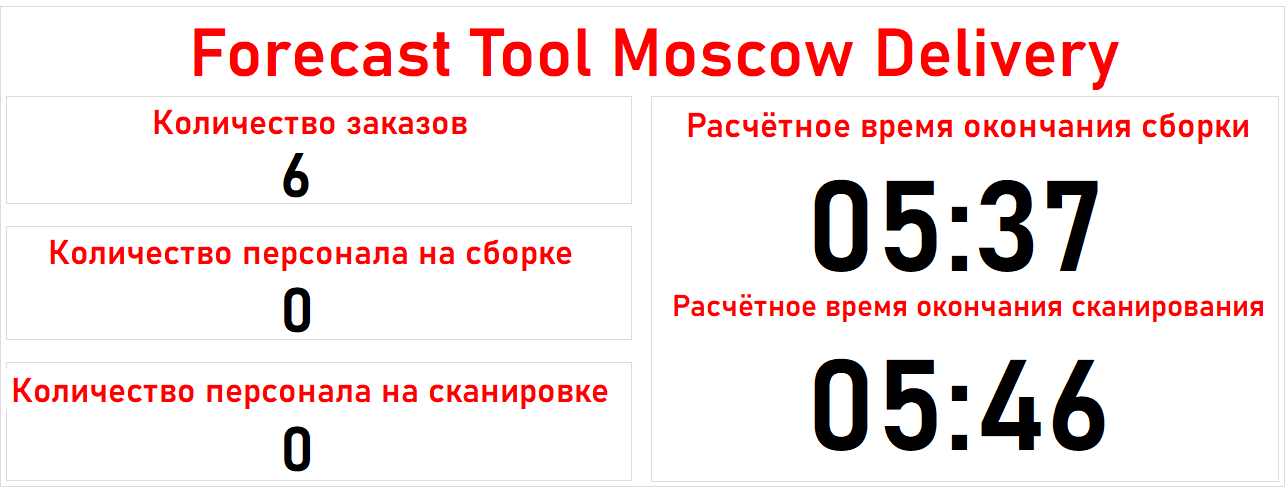 Forecast Tool Moscow Delivery
Количество заказов
6
Количество персонала на сборке
0
Количество персонала на сканировке
0
Расчётное время окончания сборки
05:37
Расчётное время окончания сканирования
05:46